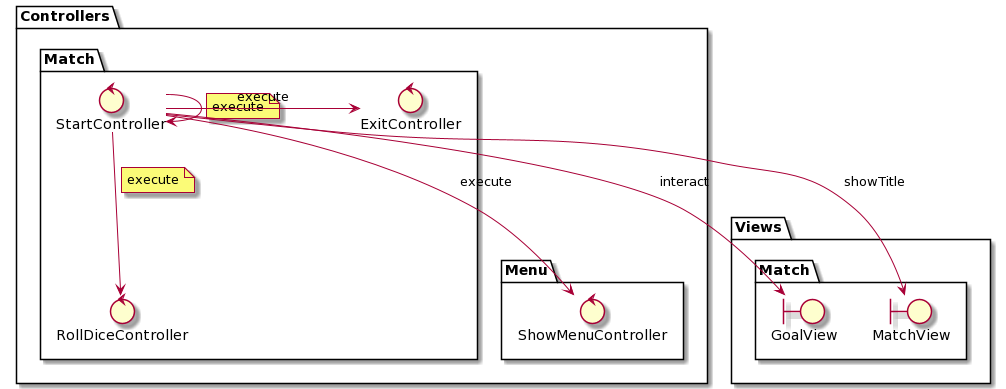 Controllers
Match
StartController
execute
execute
ExitController
execute
execute
interact
showTitle
RollDiceController
Menu
ShowMenuController
Views
Match
GoalView
MatchView